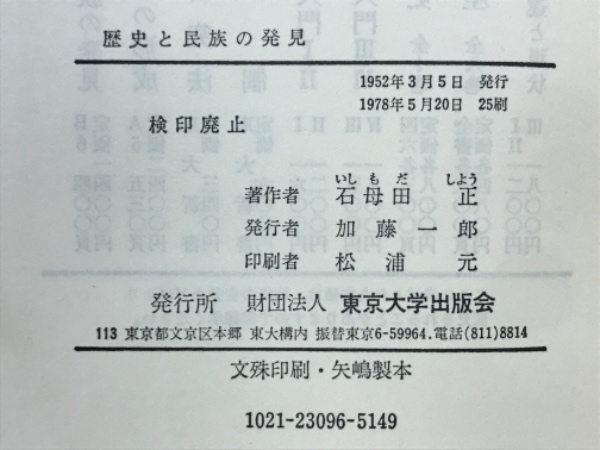 歴史と民族の発見
1952年3月5日 発行
1978年5月20日 25刷
検印廃止
いしもだ しよう
著作者 石母田 正
発行者 加藤一郎
印刷者 松浦 元
発行所 財団法人 東京大学出版会
113 東京都文京区本郷 東大構内 振替東京6-59964.電話(811)8814
文殊印刷・矢嶋製本
1021-23096-5149